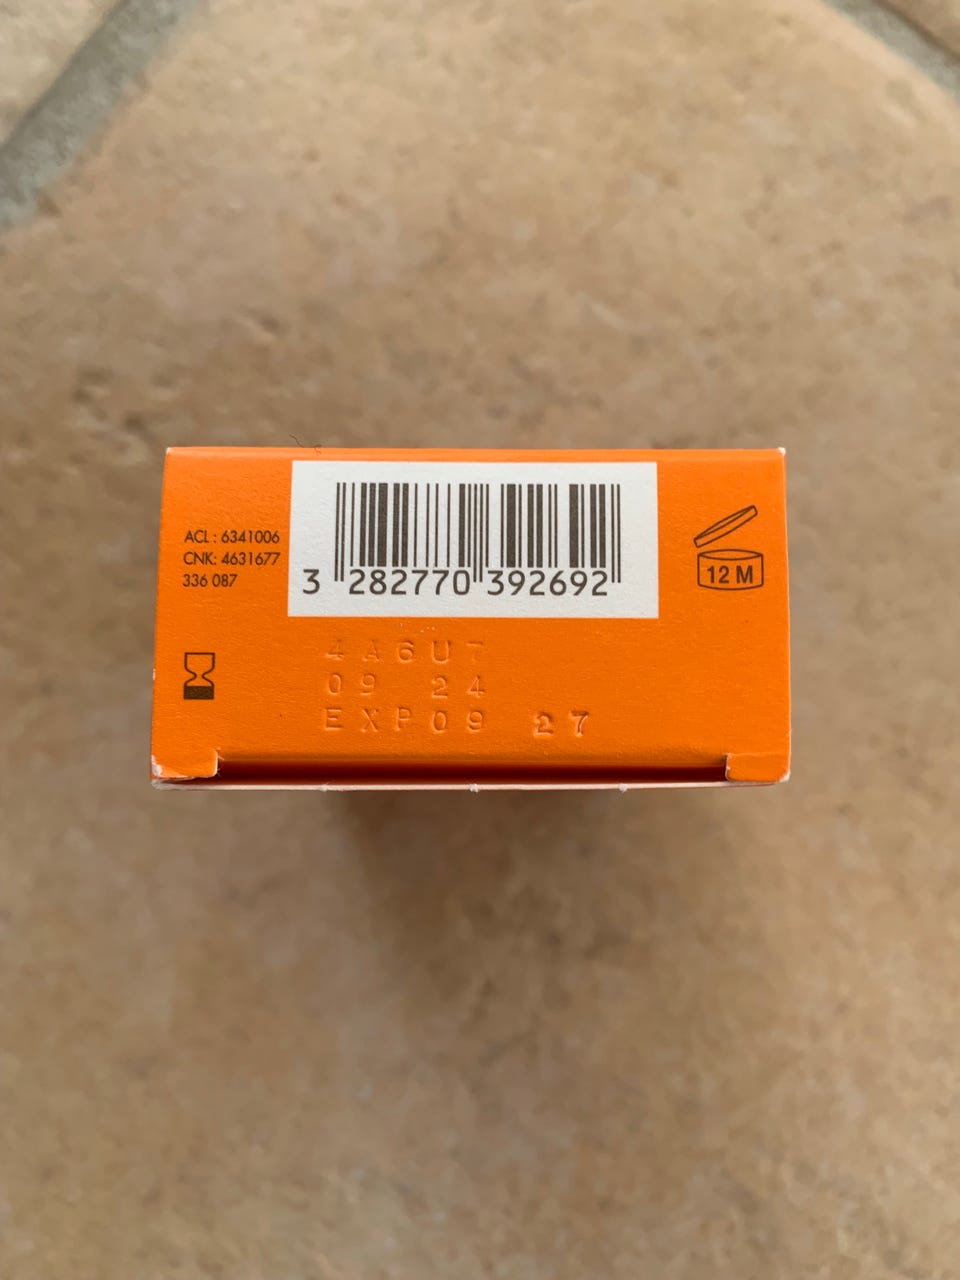 ACL : 6341006
CNK: 4631677
336 087
3 282770 392692
12 M
4A6U7
09 24
EXP09 27